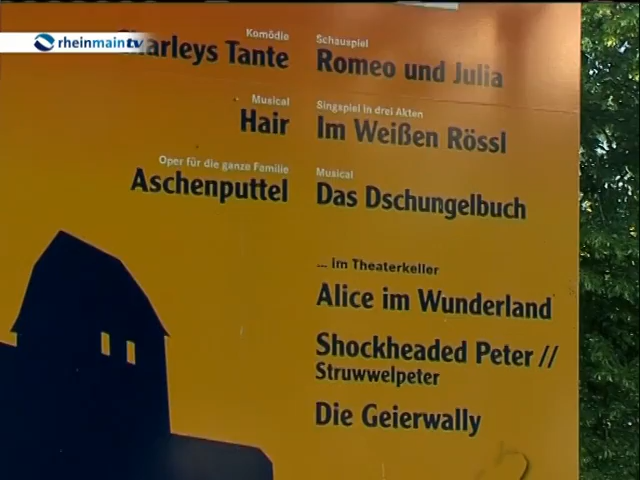 rheinmaintv
Komödie
Charleys Tante
Musical
Hair
Oper für die ganze Familie
Aschenputtel
Schauspiel
Romeo und Julia
Singspiel in drei Akten
Im Weißen Rössl
Musical
Das Dschungelbuch
... im Theaterkeller
Alice im Wunderland
Shockheaded Peter //
Struwwelpeter
Die Geierwally